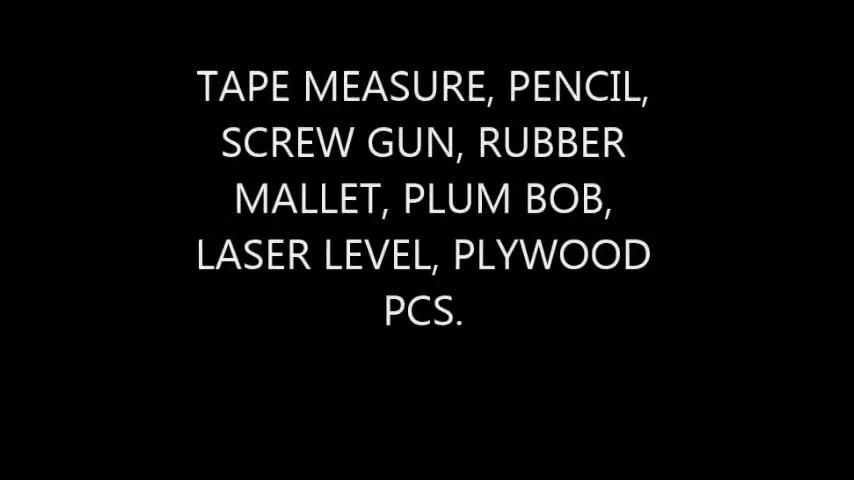 TAPE MEASURE, PENCIL,
SCREW GUN, RUBBER
MALLET, PLUM BOB,
LASER LEVEL, PLYWOOD
PCS.